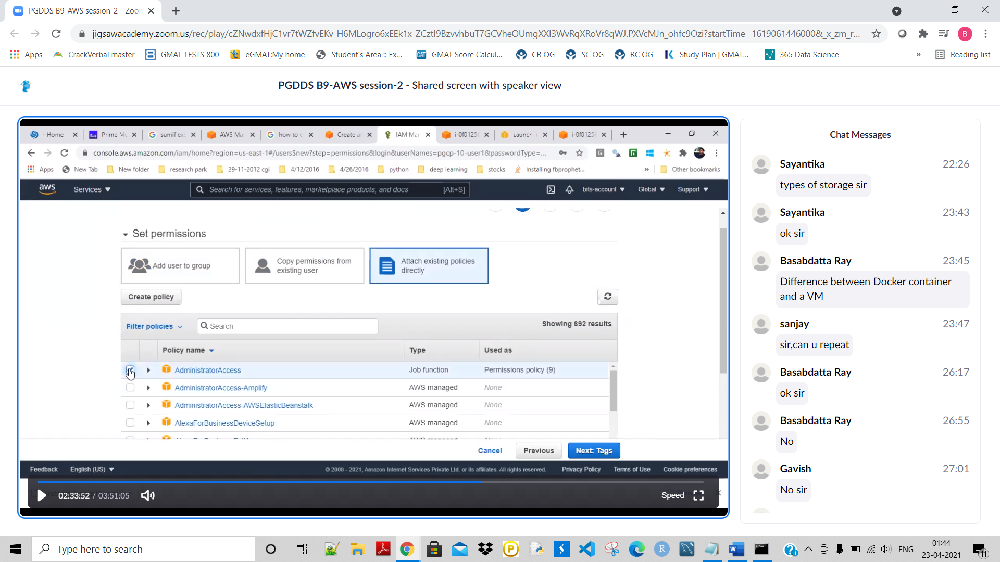 PGDDS B9-AWS session-2 - Zoon
jigsawacademy.zoom.us/rec/play/cZNwdxfHjC1vr7tWZfvEKv-H6MLogro6xEEk1x-ZCztI9BzvvhbuT7GCVheOUmgXXI3WvRqXRoVr8qWJ.PXVcMJn_ohfc9Ozi?startTime=1619061446000&_x_zm_r...
B
Apps
CrackVerbal master
GMAT TESTS 800
eGMAT:My home
Student's Area :: Ex...
CAT
GMAT Score Calcul...
CR OG
SC OG
RC OG
Study Plan | GMAT...
365 Data Science
»
Reading list
PGDDS B9-AWS session-2 - Shared screen with speaker view
- Home
Prime Mu
sumif exc
AWS Man
how to c
Create an
IAM Man
i-0f0125
Launch in
i-0f0125
console.aws.amazon.com/iam/home?region=us-east-1#/users$new?step=permissions&login&userNames=pgcp-10-user1&passwordType=...
Apps
New Tab
New folder
research park
29-11-2012 cgi
4/12/2016
4/26/2016
python
deep learning
stocks
Installing fbprophet...
»
Other bookmarks
aws
Services
Search for services, features, marketplace products, and docs
[Alt+S]
bits-account
Global
Support
Set permissions
Add user to group
Copy permissions from
existing user
Attach existing policies
directly
Create policy
Filter policies
Search
Showing 692 results
Policy name
Type
Used as
AdministratorAccess
Job function
Permissions policy (9)
AdministratorAccess-Amplify
AWS managed
None
AdministratorAccess-AWSElasticBeanstalk
AWS managed
None
AlexaForBusinessDeviceSetup
AWS managed
None
Cancel
Previous
Next: Tags
Feedback
English (US)
© 2008 - 2021, Amazon Internet Services Private Ltd. or its affiliates. All rights reserved.
Privacy Policy
Terms of Use
Cookie preferences
02:33:52 / 03:51:05
Speed
Chat Messages
Sayantika 22:26
types of storage sir
Sayantika 23:43
ok sir
Basabdatta Ray 23:45
Difference between Docker container
and a VM
sanjay 23:47
sir,can u repeat
Basabdatta Ray 26:17
ok sir
Basabdatta Ray 26:55
No
Gavish 27:01
No sir
Type here to search
ENG
01:44
23-04-2021
11